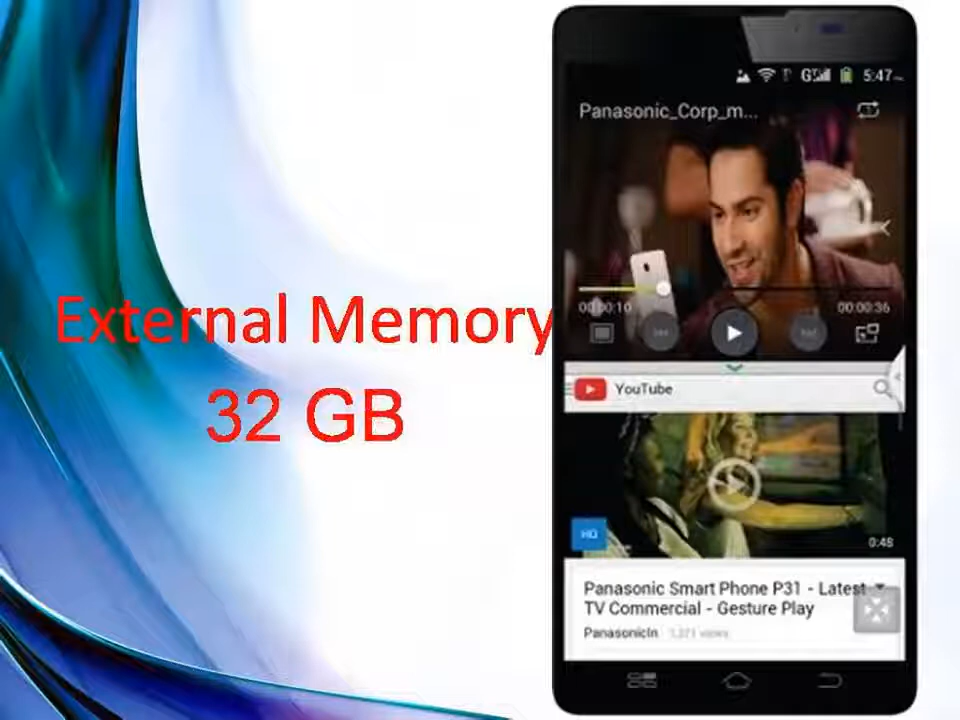 External Memory
32 GB
5:47
Panasonic_Corp_m...
00:00:10
00:00:36
YouTube
HQ
0:48
Panasonic Smart Phone P31 - Latest
TV Commercial - Gesture Play
PanasonicIn